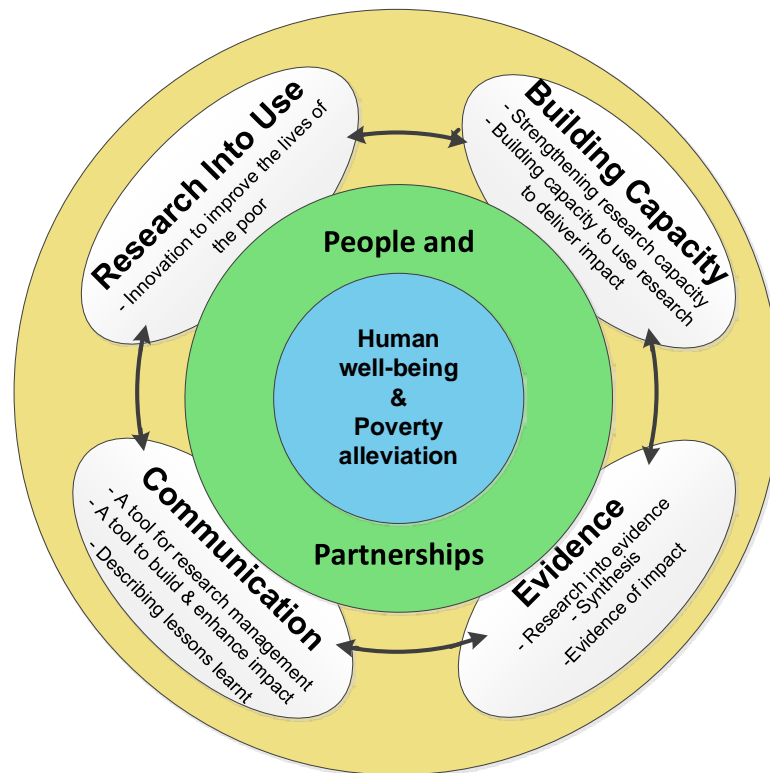 Research Into Use
- Innovation to improve the lives of
the poor
Building Capacity
- Strengthening research capacity
- Building capacity to use research
to deliver impact
People and
Human
well-being
&
Poverty
alleviation
Partnerships
Communication
- A tool for research management
- A tool to build & enhance impact
- Describing lessons learnt
Evidence
- Research into evidence
- Synthesis
-Evidence of impact